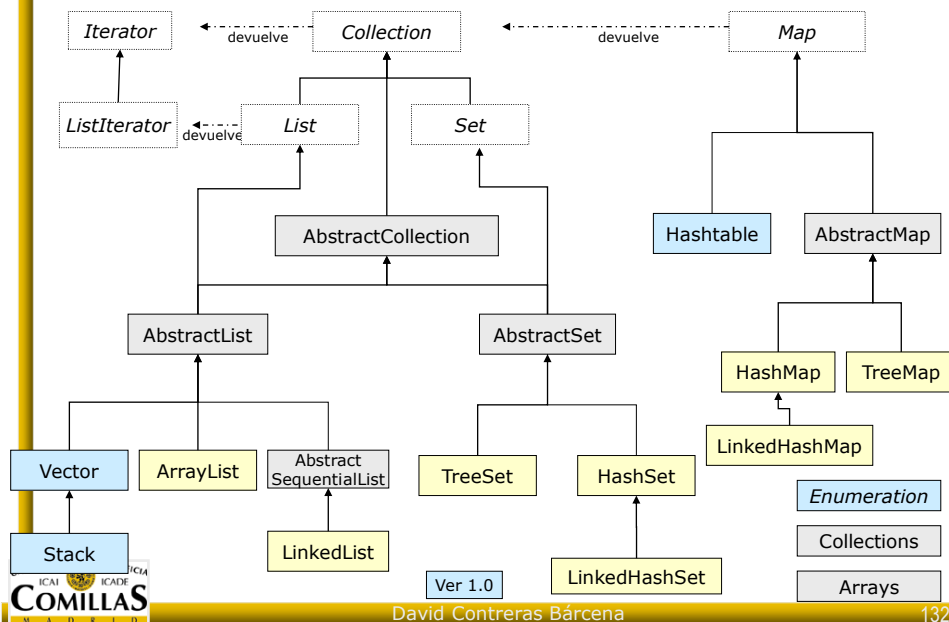 Iterator
devuelve
Collection
devuelve
Map
ListIterator
devuelve
List
Set
AbstractCollection
Hashtable
AbstractMap
AbstractList
AbstractSet
HashMap
TreeMap
LinkedHashMap
Vector
ArrayList
Abstract
SequentialList
TreeSet
HashSet
Enumeration
Stack
LinkedList
Ver 1.0
LinkedHashSet
Collections
Arrays
ICAI ICADE
COMILLAS
MADRID
David Contreras Bárcena
132